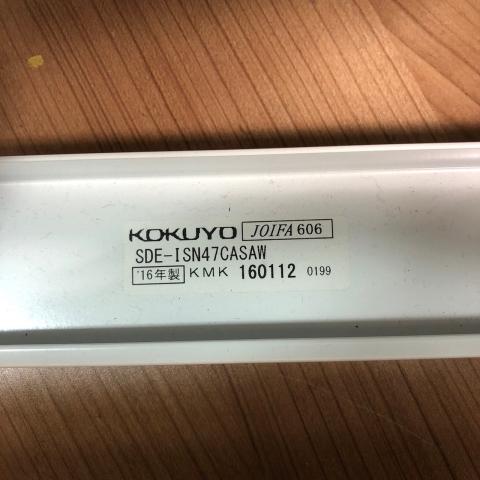 KOKUYO JOIFA 606
SDE-ISN47CASAW
'16年製 KMK 160112 0199